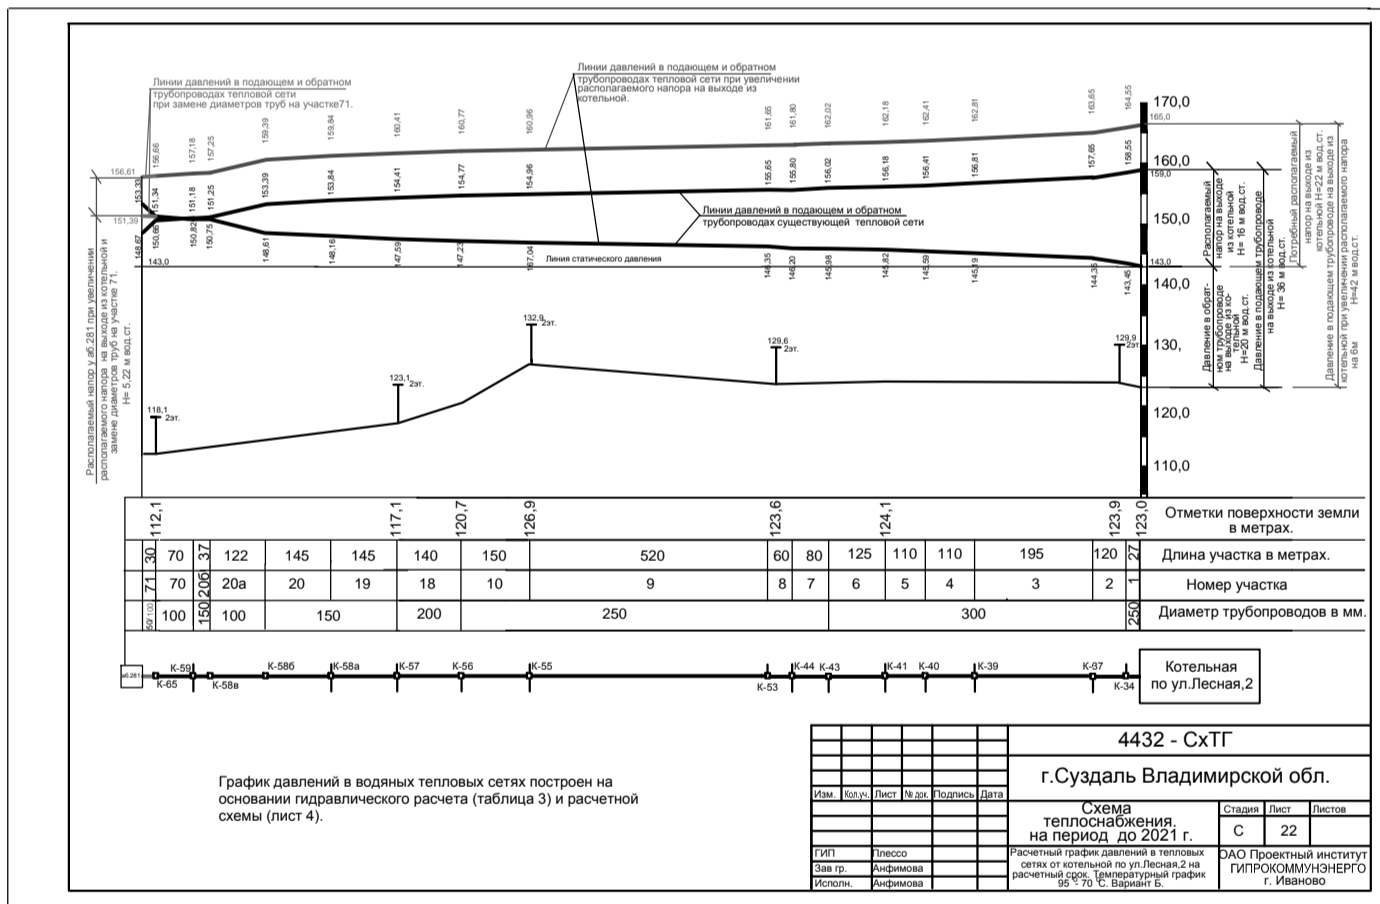 Линии давлений в подающем и обратном
трубопроводах тепловой сети
при замене диаметров труб на участке71.
Линии давлений в подающем и обратном
трубопроводах тепловой сети при увеличении
располагаемого напора на выходе из
котельной.
156,61
156,66
157,18
157,25
159,39
159,84
160,41
160,77
160,96
161,65
161,80
162,02
162,18
162,41
162,81
163,65
164,55
153,33
151,34
151,18
151,25
153,39
153,84
154,41
154,77
154,96
155,65
155,80
156,02
156,18
156,41
156,81
157,65
158,55
151,39
Линии давлений в подающем и обратном
трубопроводах существующей тепловой сети
148,67
150,66
150,82
150,75
148,61
148,16
147,59
147,23
Линия статического давления
146,35
146,20
145,98
145,82
145,59
145,19
144,35
143,45
143,0
170,0
165,0
160,0
159,0
150,0
143,0
140,0
130,
120,0
110,0
Располагаемый напор у аб.281 при увеличении
располагаемого напора на выходе из котельной и
замене диаметров труб на участке 71.
Н= 5,22 м вод.ст.
Располагаемый
напор на выходе
из котельной
Н= 16 м вод.ст.
Давление в обрат-
ном трубопроводе
на выходе из ко-
тельной
Н=20 м вод.ст.
Давление в подающем трубопроводе
на выходе из котельной
Н= 36 м вод.ст.
Потребный располагаемый
напор на выходе из
котельной Н=22 м вод.ст.
Давление в подающем трубопроводе на выходе из
котельной при увеличении располагаемого напора
на 6м Н=42 м вод.ст.
118,1
2эт.
123,1
2эт.
132,9
2эт.
129,6
2эт.
129,9
2эт
112,1 117,1 120,7 126,9 123,6 124,1 123,9 123,0
Отметки поверхности земли
в метрах.
30 70 37 122 145 145 140 150 520 60 80 125 110 110 195 120 27 Длина участка в метрах.
71 70 20б 20а 20 19 18 10 9 8 7 6 5 4 3 2 1 Номер участка
50/ 100 100 150 100 150 200 250 300 250 Диаметр трубопроводов в мм.
аб.281 К-65 К-59 К-58в К-58б К-58а К-57 К-56 К-55 К-53 К-44 К-43 К-41 К-40 К-39 К-37 К-34
Котельная
по ул.Лесная,2
График давлений в водяных тепловых сетях построен на
основании гидравлического расчета (таблица 3) и расчетной
схемы (лист 4).
4432 - СхТГ
г.Суздаль Владимирской обл.
Изм. Кол.уч. Лист № док. Подпись Дата
Схема
теплоснабжения.
на период до 2021 г.
Стадия Лист Листов
С 22
ГИП Плессо
Зав гр. Анфимова
Исполн. Анфимова
Расчетный график давлений в тепловых
сетях от котельной по ул.Лесная,2 на
расчетный срок. Температурный график
95 ° - 70 °С. Вариант Б.
ОАО Проектный институт
ГИПРОКОММУНЭНЕРГО
г. Иваново